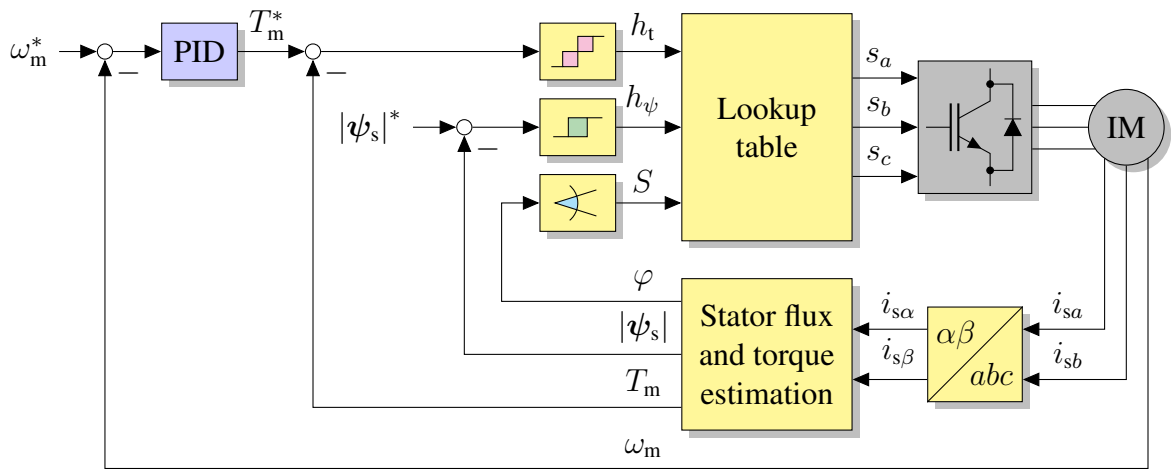 ω*m
PID
T*m
ht
|ψs|*
hψ
S
Lookup
table
sa
sb
sc
IM
φ
|ψs|
Tm
ωm
Stator flux
and torque
estimation
isα
isβ
αβ
abc
isa
isb